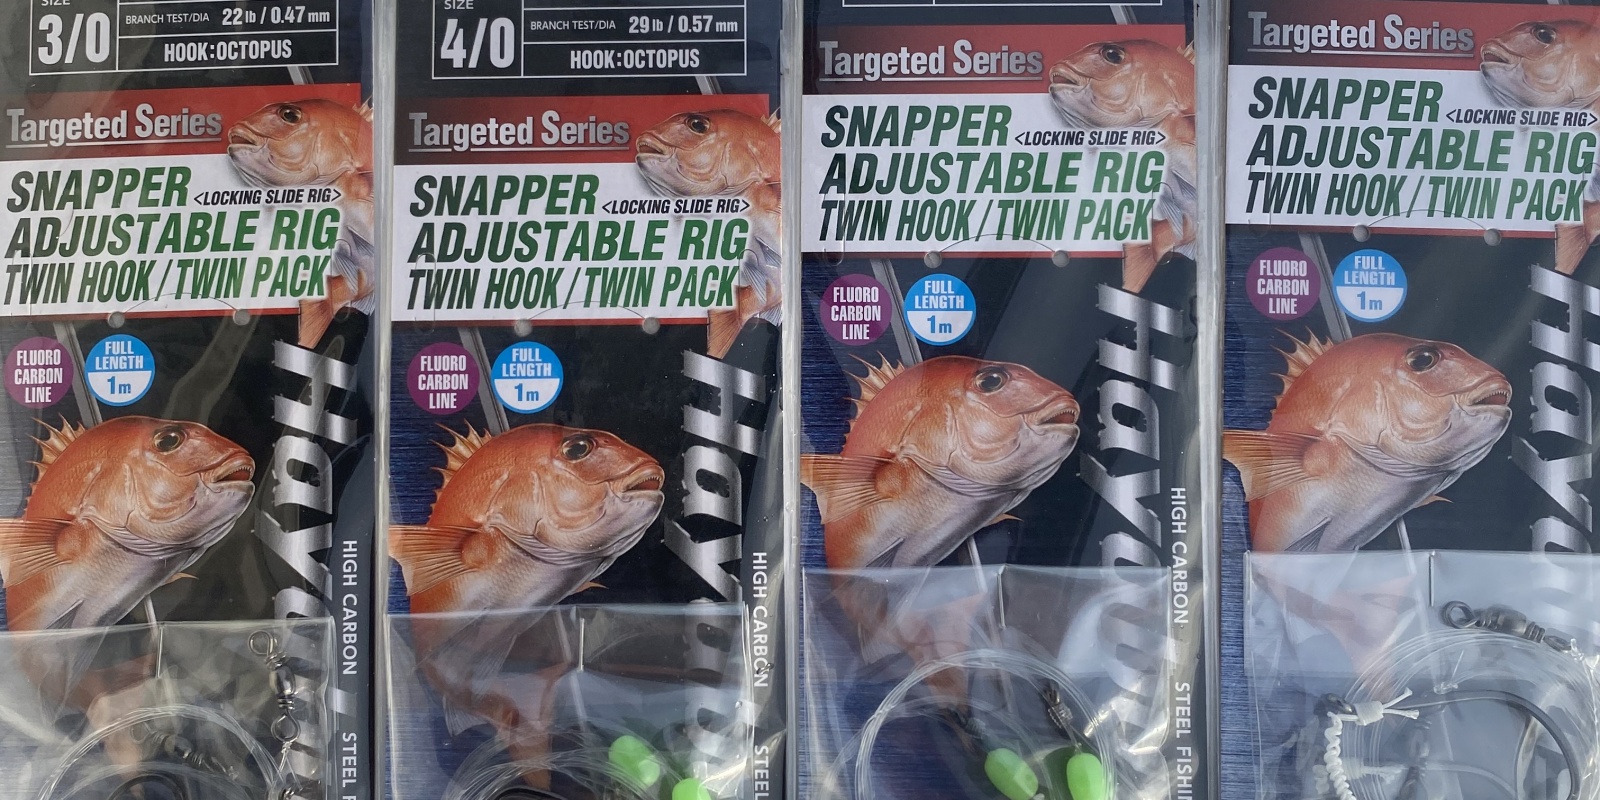 SIZE
3/0
BRANCH TEST/DIA 22 lb / 0.47 mm
HOOK:OCTOPUS
Targeted Series
SNAPPER <LOCKING SLIDE RIG>
ADJUSTABLE RIG
TWIN HOOK/TWIN PACK
FLUORO
CARBON
LINE
FULL
LENGTH
1m
HIGH CARBON
SIZE
4/0
BRANCH TEST/DIA 29 lb / 0.57 mm
HOOK:OCTOPUS
Targeted Series
SNAPPER <LOCKING SLIDE RIG>
ADJUSTABLE RIG
TWIN HOOK/TWIN PACK
FLUORO
CARBON
LINE
FULL
LENGTH
1m
HIGH CARBON STEEL
Targeted Series
SNAPPER <LOCKING SLIDE RIG>
ADJUSTABLE RIG
TWIN HOOK/TWIN PACK
FLUORO
CARBON
LINE
FULL
LENGTH
1m
HIGH CARBON STEEL
Targeted Series
SNAPPER <LOCKING SLIDE RIG>
ADJUSTABLE RIG
TWIN HOOK/TWIN PACK
FLUORO
CARBON
LINE
FULL
LENGTH
1m